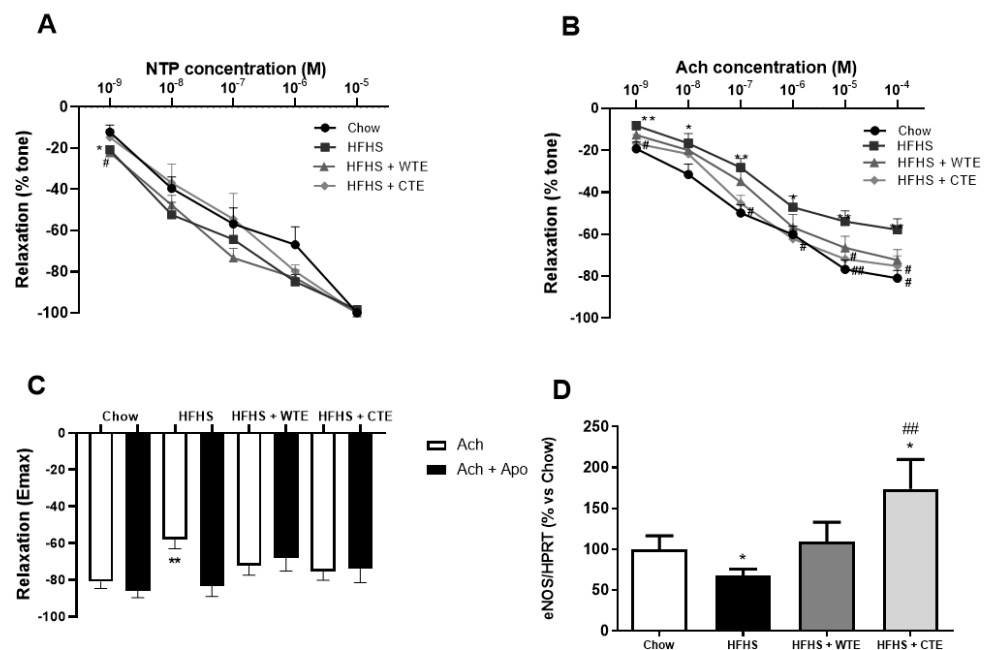 A
NTP concentration (M)
10-9 10-8 10-7 10-6 10-5
0
-20
-40
-60
-80
-100
Relaxation (% tone)
*
#
Chow
HFHS
HFHS + WTE
HFHS + CTE
B
Ach concentration (M)
10-9 10-8 10-7 10-6 10-5 10-4
0
-20
-40
-60
-80
-100
Relaxation (% tone)
** * ** * ** **
# # # # ## # #
Chow
HFHS
HFHS + WTE
HFHS + CTE
C
Chow HFHS HFHS + WTE HFHS + CTE
0
-20
-40
-60
-80
-100
Relaxation (Emax)
**
Ach
Ach + Apo
D
250
200
150
100
50
0
eNOS/HPRT (% vs Chow)
*
##
*
Chow HFHS HFHS + WTE HFHS + CTE